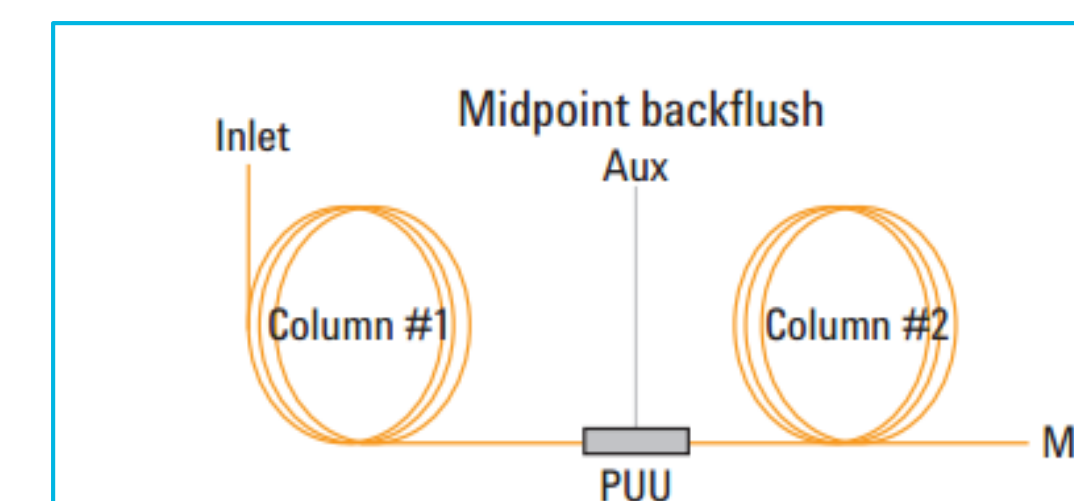 Midpoint backflush
Inlet
Aux
Column #1
Column #2
M
PUU